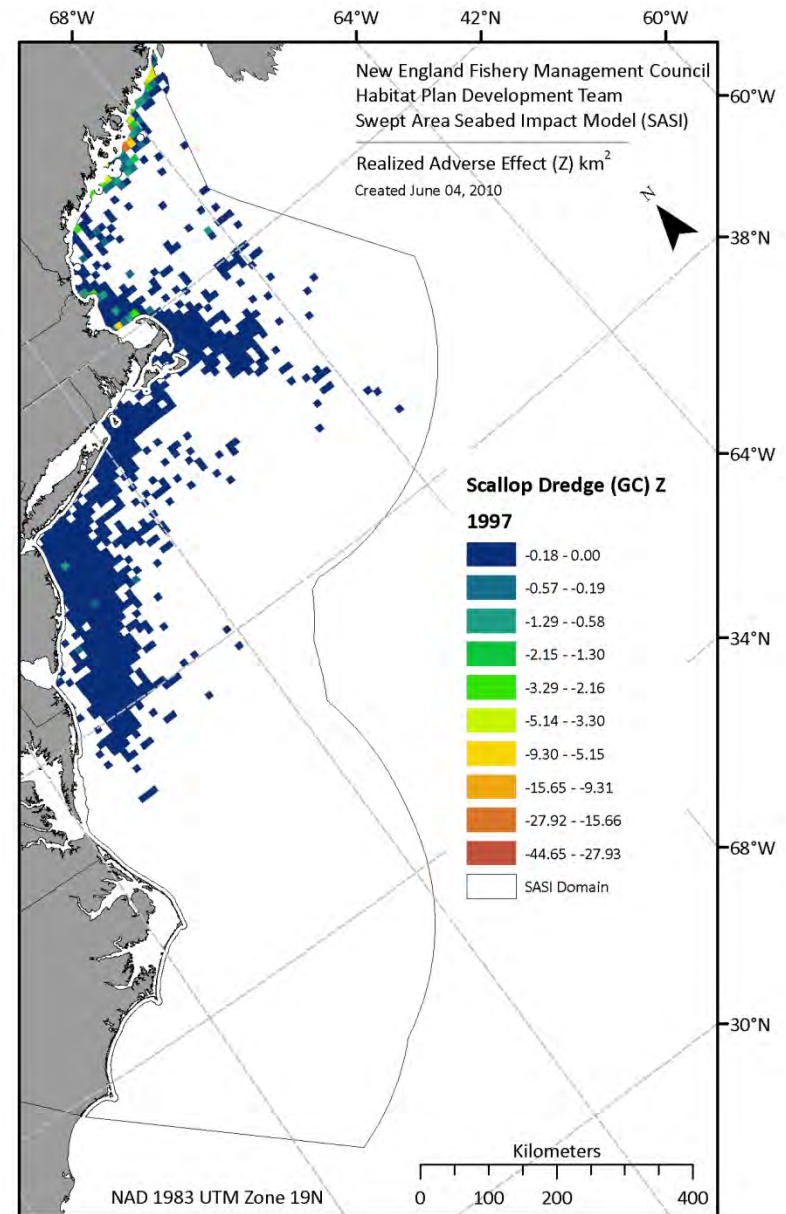 68°W
64°W
42°N
60°W
New England Fishery Management Council
Habitat Plan Development Team
Swept Area Seabed Impact Model (SASI)
Realized Adverse Effect (Z) km²
Created June 04, 2010
N
60°W
38°N
64°W
Scallop Dredge (GC) Z
1997
-0.18 - 0.00
-0.57 - -0.19
-1.29 - -0.58
-2.15 - -1.30
-3.29 - -2.16
-5.14 - -3.30
-9.30 - -5.15
-15.65 - -9.31
-27.92 - -15.66
-44.65 - -27.93
SASI Domain
34°N
68°W
30°N
Kilometers
0 100 200 400
NAD 1983 UTM Zone 19N